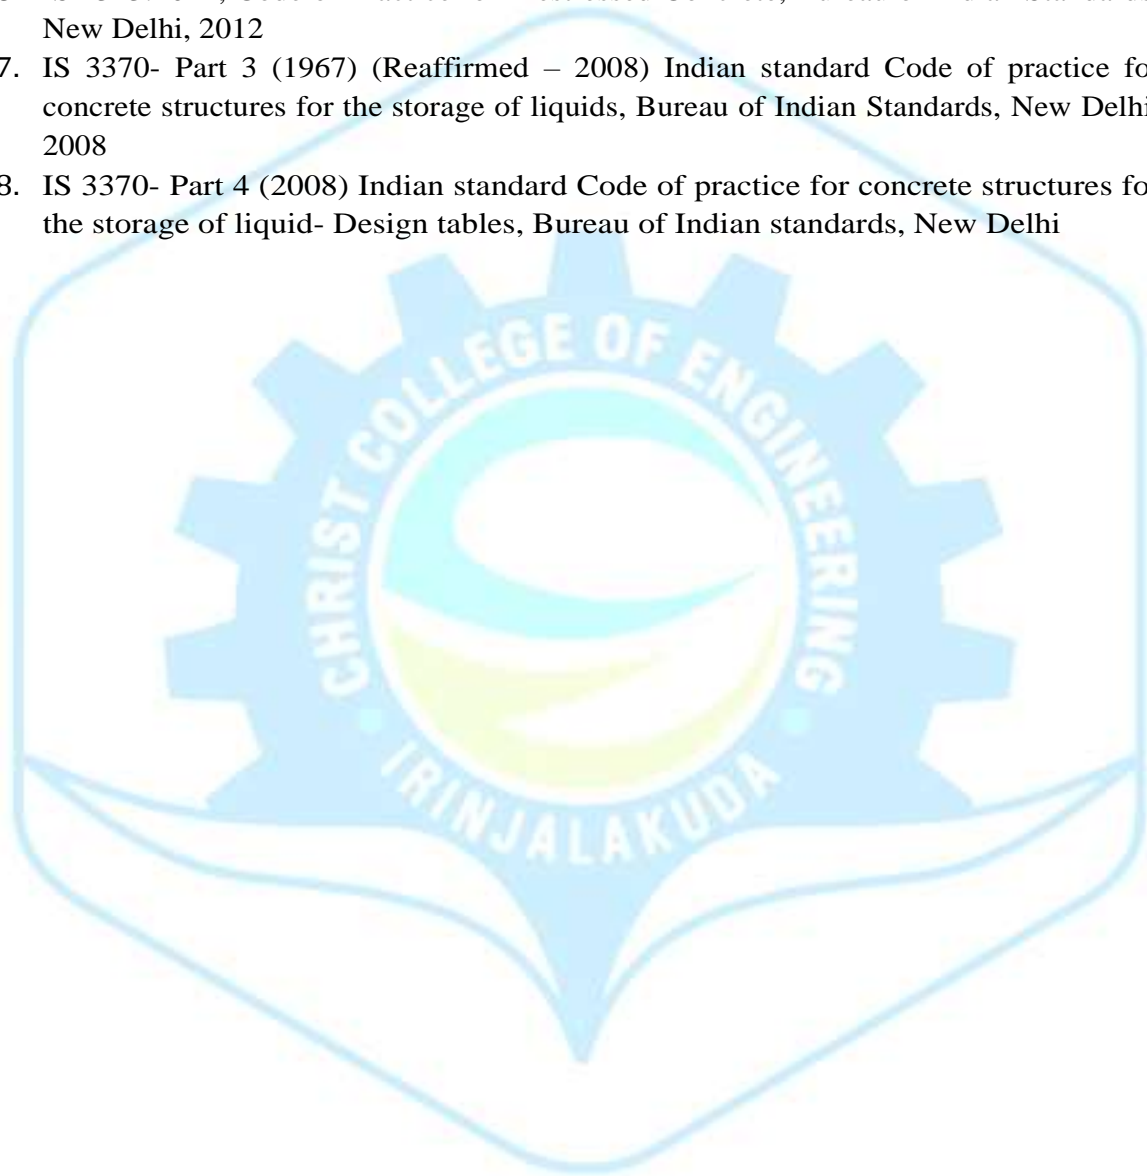 New Delhi, 2012
7. IS 3370- Part 3 (1967) (Reaffirmed – 2008) Indian standard Code of practice fo
concrete structures for the storage of liquids, Bureau of Indian Standards, New Delhi
2008
8. IS 3370- Part 4 (2008) Indian standard Code of practice for concrete structures fo
the storage of liquid- Design tables, Bureau of Indian standards, New Delhi
CHRIST COLLEGE OF ENGINEERING
IRINJALAKUDA